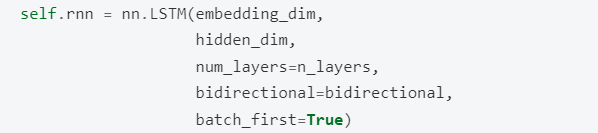 self.rnn = nn.LSTM(embedding_dim,
hidden_dim,
num_layers=n_layers,
bidirectional=bidirectional,
batch_first=True)